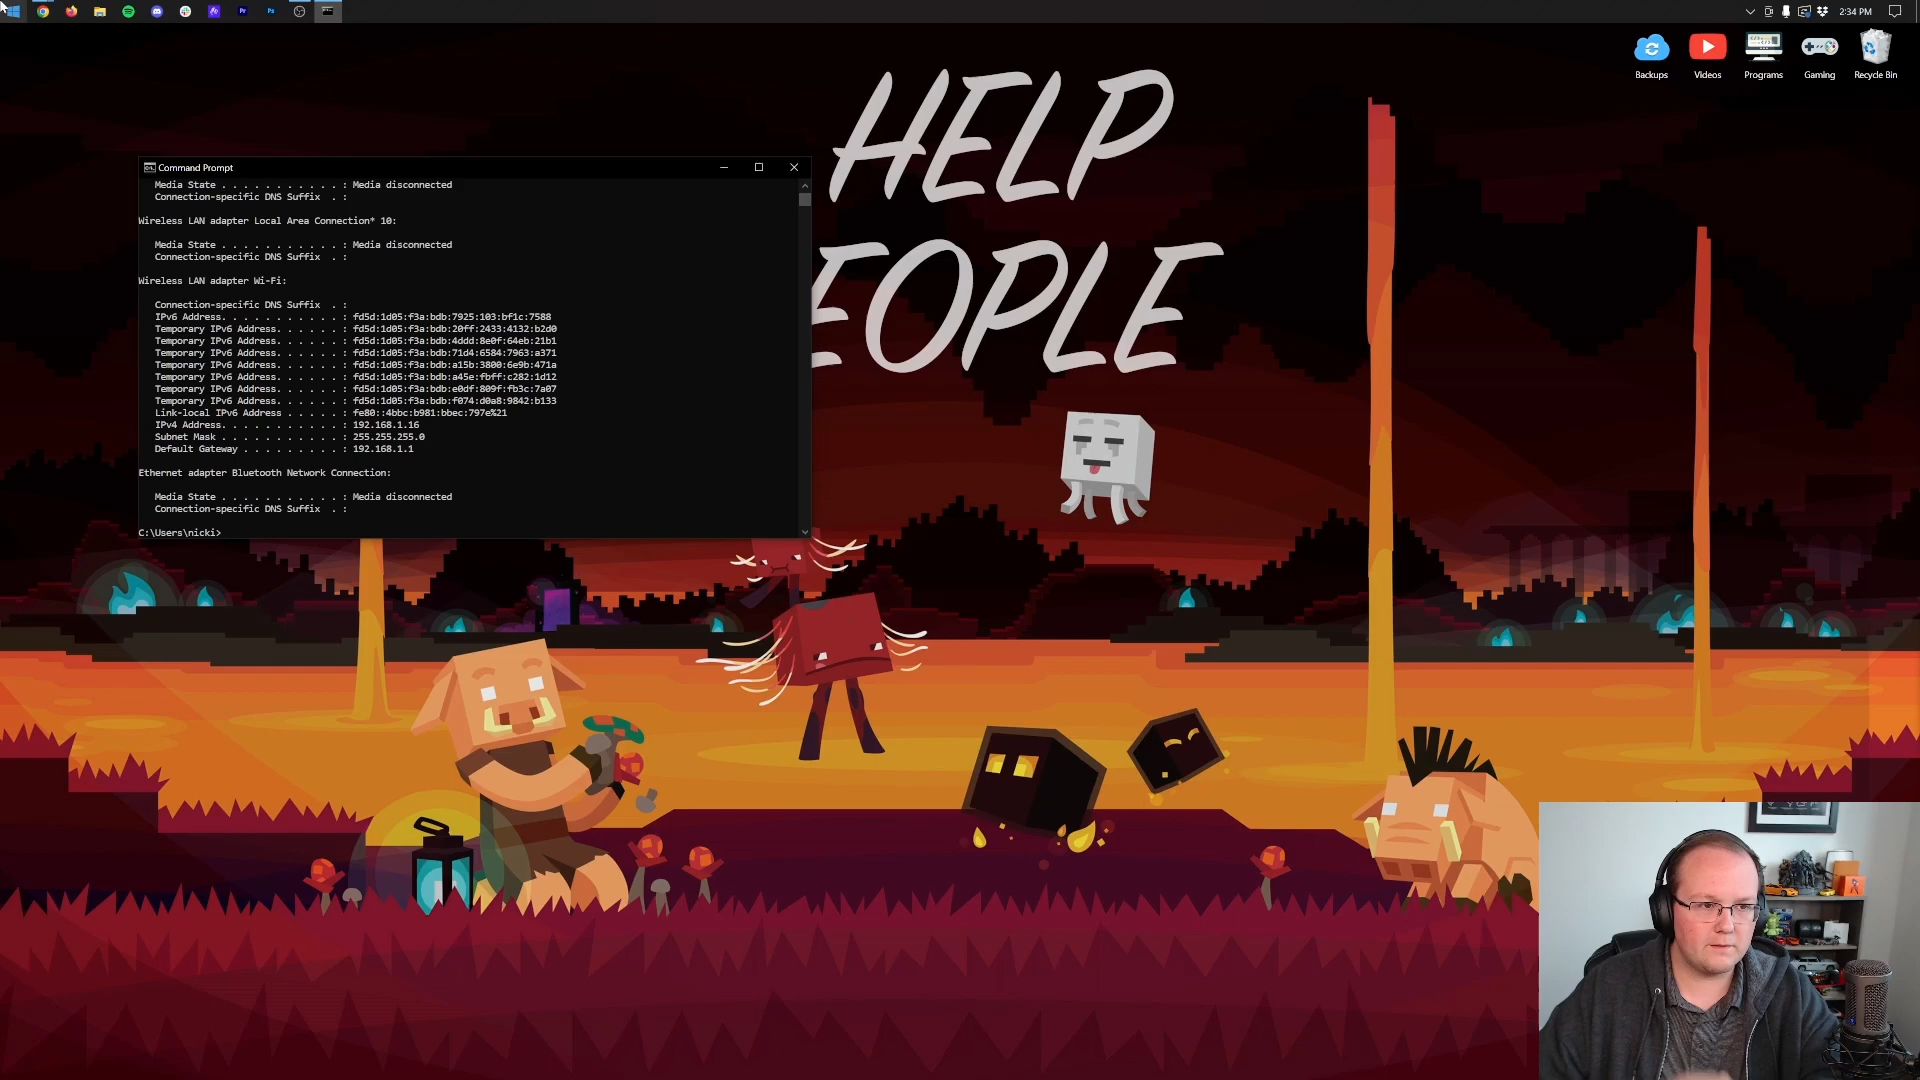 2:34 PM
Backups
Videos
Programs
Gaming
Recycle Bin
HELP
EOPLE
Command Prompt
Media State . . . . . . . . . . . : Media disconnected
Connection-specific DNS Suffix  . :
Wireless LAN adapter Local Area Connection* 10:
Media State . . . . . . . . . . . : Media disconnected
Connection-specific DNS Suffix  . :
Wireless LAN adapter Wi-Fi:
Connection-specific DNS Suffix  . :
IPv6 Address. . . . . . . . . . . : fd5d:1d05:f3a:bdb:7925:103:bf1c:7588
Temporary IPv6 Address. . . . . . : fd5d:1d05:f3a:bdb:20ff:2433:4132:b2d0
Temporary IPv6 Address. . . . . . : fd5d:1d05:f3a:bdb:4ddd:8e0f:64eb:21b1
Temporary IPv6 Address. . . . . . : fd5d:1d05:f3a:bdb:71d4:6584:7963:a371
Temporary IPv6 Address. . . . . . : fd5d:1d05:f3a:bdb:a15b:3800:6e9b:471a
Temporary IPv6 Address. . . . . . : fd5d:1d05:f3a:bdb:a45e:fbff:c282:1d12
Temporary IPv6 Address. . . . . . : fd5d:1d05:f3a:bdb:e0df:809f:fb3c:7a07
Temporary IPv6 Address. . . . . . : fd5d:1d05:f3a:bdb:f074:d0a8:9842:b133
Link-local IPv6 Address . . . . . : fe80::4bbc:b981:bbec:797e%21
IPv4 Address. . . . . . . . . . . : 192.168.1.16
Subnet Mask . . . . . . . . . . . : 255.255.255.0
Default Gateway . . . . . . . . . : 192.168.1.1
Ethernet adapter Bluetooth Network Connection:
Media State . . . . . . . . . . . : Media disconnected
Connection-specific DNS Suffix  . :
C:\Users\nicki>